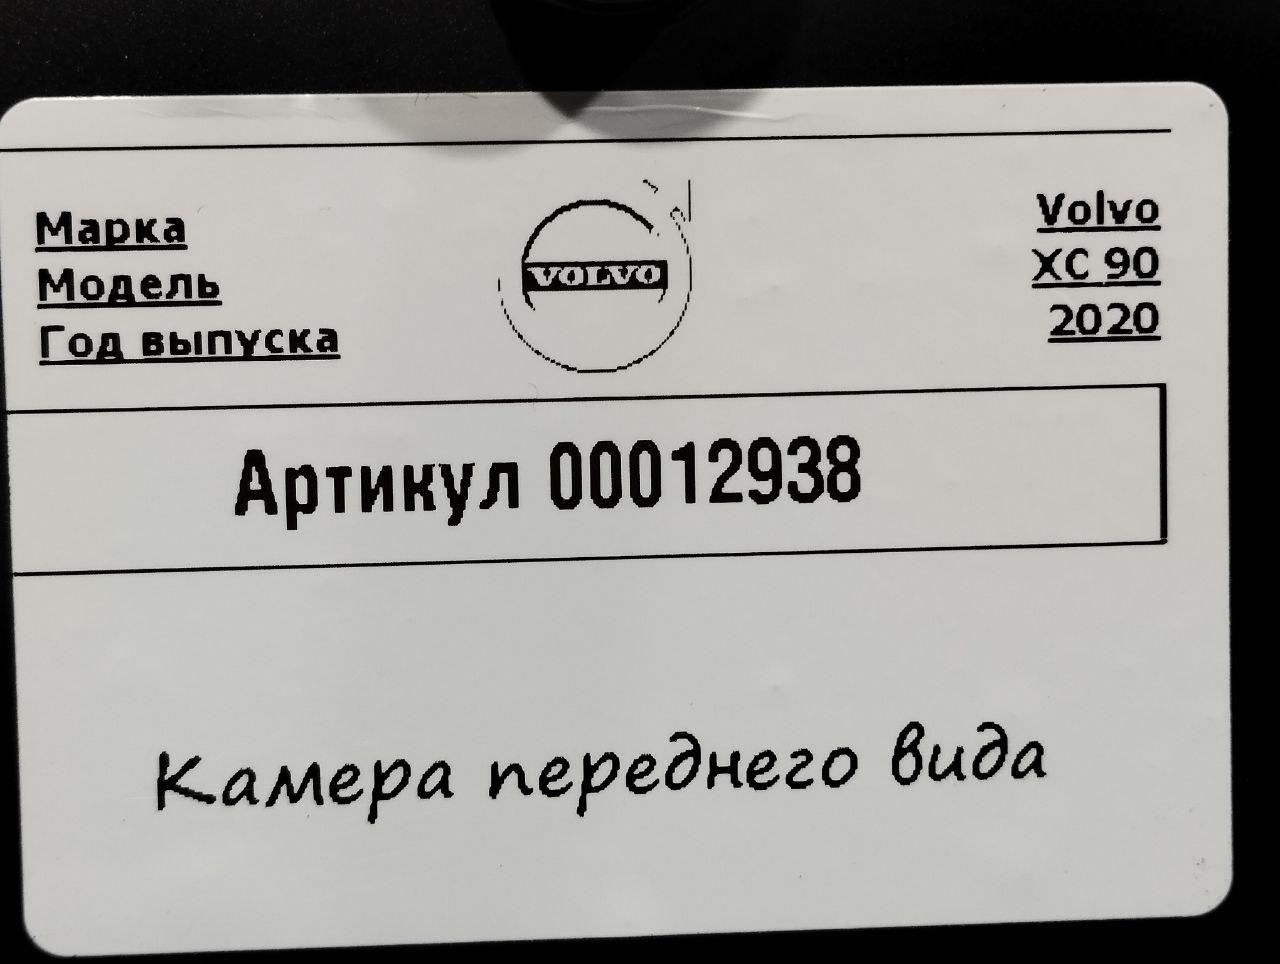 Марка Volvo
Модель XC 90
Год выпуска 2020
VOLVO
Артикул 00012938
Камера переднего вида